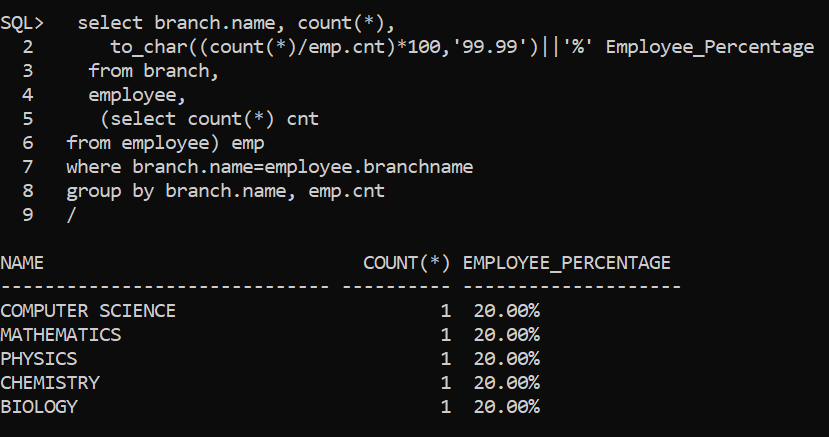 SQL>   select branch.name, count(*),
  2       to_char((count(*)/emp.cnt)*100,'99.99')||'%' Employee_Percentage
  3     from branch,
  4     employee,
  5      (select count(*) cnt
  6   from employee) emp
  7   where branch.name=employee.branchname
  8   group by branch.name, emp.cnt
  9   /
NAME                             COUNT(*) EMPLOYEE_PERCENTAGE
------------------------------ ---------- --------------------
COMPUTER SCIENCE                        1  20.00%
MATHEMATICS                             1  20.00%
PHYSICS                                 1  20.00%
CHEMISTRY                               1  20.00%
BIOLOGY                                 1  20.00%